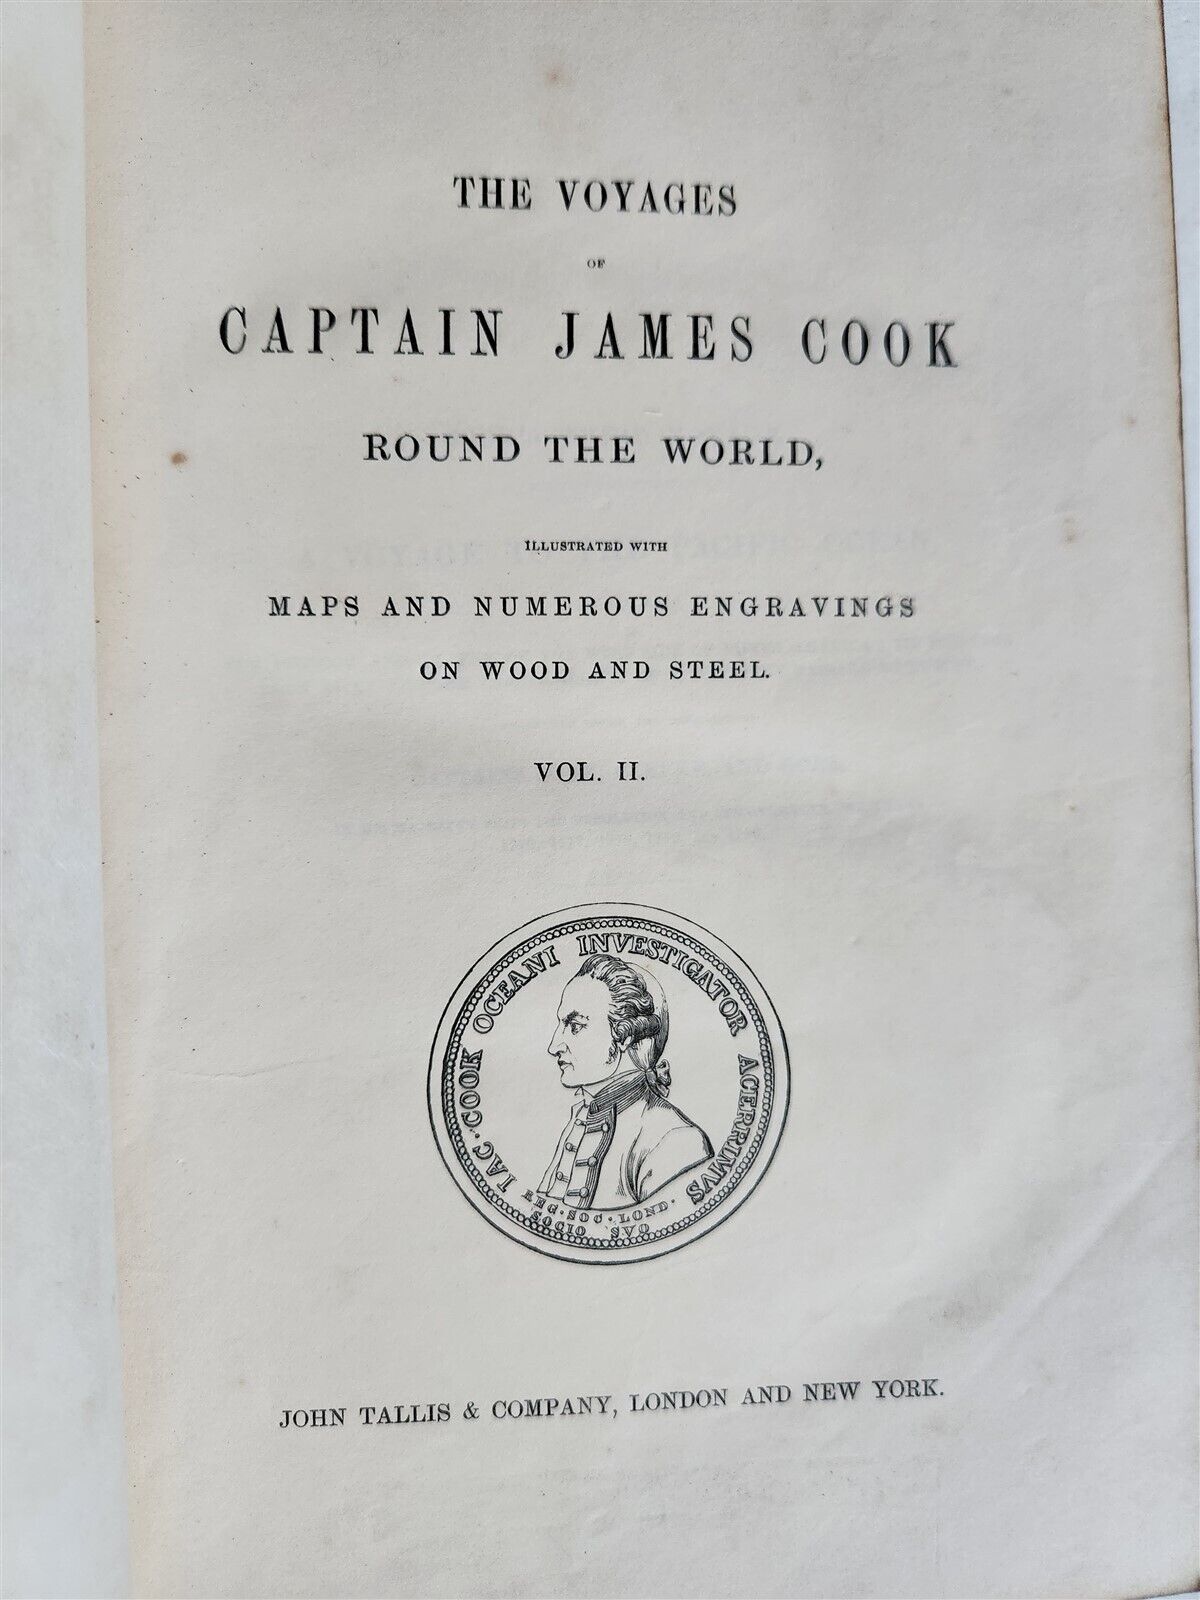 THE VOYAGES
OF
CAPTAIN JAMES COOK
ROUND THE WORLD,
ILLUSTRATED WITH
MAPS AND NUMEROUS ENGRAVINGS
ON WOOD AND STEEL.
VOL. II.
IAC·COOK OCEANI INVESTIGATOR ACERRIMVS
REG·SOC·LOND·
SOCIO SVO
JOHN TALLIS & COMPANY, LONDON AND NEW YORK.